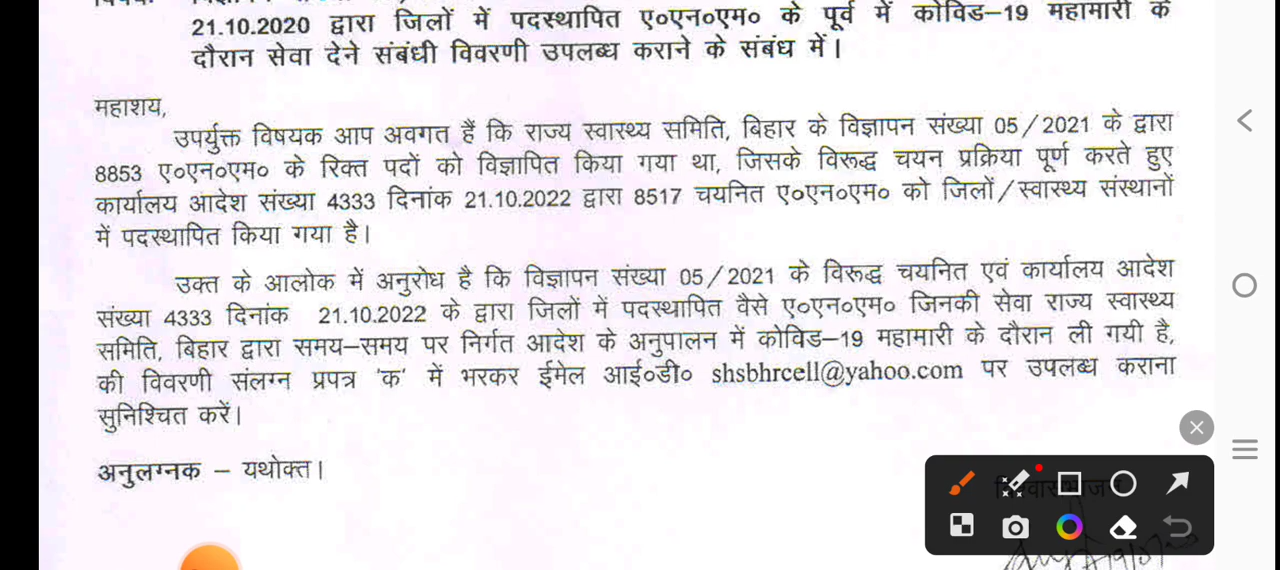 21.10.2020 द्वारा जिलों में पदस्थापित ए०एन०एम० के पूर्व में कोविड–19 महामारी के
दौरान सेवा देने संबंधी विवरणी उपलब्ध कराने के संबंध में।
महाशय,
उपर्युक्त विषयक आप अवगत हैं कि राज्य स्वास्थ्य समिति, बिहार के विज्ञापन संख्या 05/2021 के द्वारा
8853 ए०एन०एम० के रिक्त पदों को विज्ञापित किया गया था, जिसके विरूद्ध चयन प्रक्रिया पूर्ण करते हुए
कार्यालय आदेश संख्या 4333 दिनांक 21.10.2022 द्वारा 8517 चयनित ए०एन०एम० को जिलों/स्वास्थ्य संस्थानों
में पदस्थापित किया गया है।
उक्त के आलोक में अनुरोध है कि विज्ञापन संख्या 05/2021 के विरूद्ध चयनित एवं कार्यालय आदेश
संख्या 4333 दिनांक 21.10.2022 के द्वारा जिलों में पदस्थापित वैसे ए०एन०एम० जिनकी सेवा राज्य स्वास्थ्य
समिति, बिहार द्वारा समय–समय पर निर्गत आदेश के अनुपालन में कोविड–19 महामारी के दौरान ली गयी है,
की विवरणी संलग्न प्रपत्र 'क' में भरकर ईमेल आई०डी० shsbhrcell@yahoo.com पर उपलब्ध कराना
सुनिश्चित करें।
अनुलग्नक – यथोक्त।